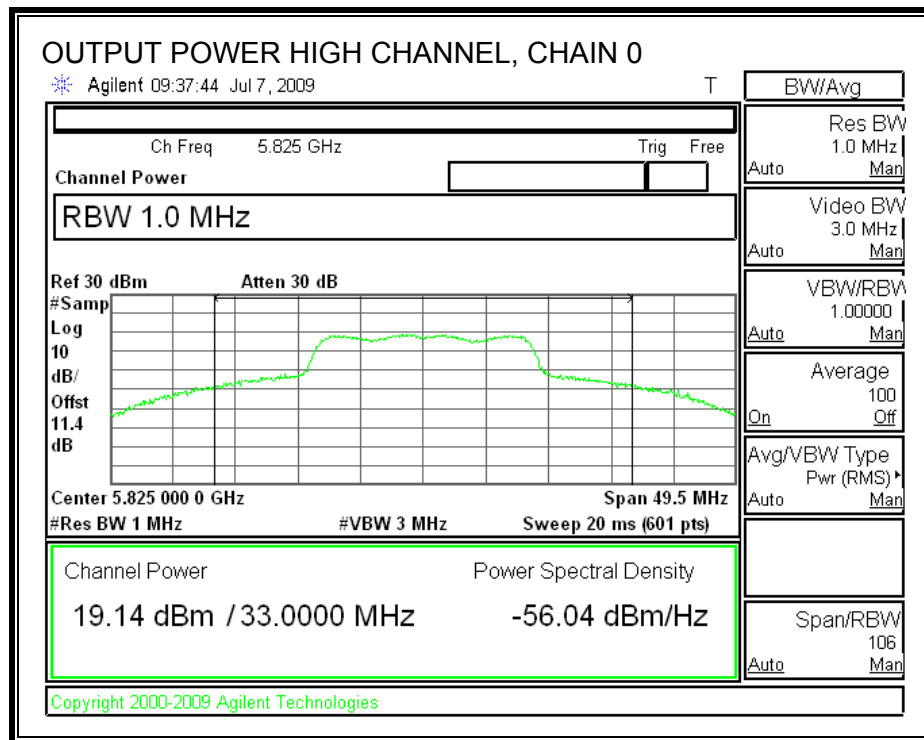 OUTPUT POWER HIGH CHANNEL, CHAIN 0
Agilent 09:37:44 Jul 7, 2009 T
Ch Freq 5.825 GHz Trig Free
Channel Power
RBW 1.0 MHz
Ref 30 dBm Atten 30 dB
#Samp
Log
10
dB/
Offst
11.4
dB
Center 5.825 000 0 GHz Span 49.5 MHz
#Res BW 1 MHz #VBW 3 MHz Sweep 20 ms (601 pts)
Channel Power Power Spectral Density
19.14 dBm / 33.0000 MHz -56.04 dBm/Hz
Copyright 2000-2009 Agilent Technologies
BW/Avg
Res BW
1.0 MHz
Auto Man
Video BW
3.0 MHz
Auto Man
VBW/RBW
1.00000
Auto Man
Average
100
On Off
Avg/VBW Type
Pwr (RMS)
Auto Man
Span/RBW
106
Auto Man